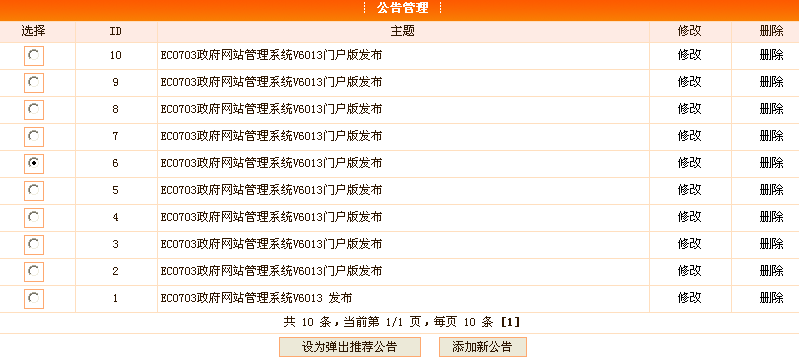 ┊ 公告管理 ┊
选择 ID 主题 修改 删除
10 EC0703政府网站管理系统V6013门户版发布 修改 删除
9 EC0703政府网站管理系统V6013门户版发布 修改 删除
8 EC0703政府网站管理系统V6013门户版发布 修改 删除
7 EC0703政府网站管理系统V6013门户版发布 修改 删除
6 EC0703政府网站管理系统V6013门户版发布 修改 删除
5 EC0703政府网站管理系统V6013门户版发布 修改 删除
4 EC0703政府网站管理系统V6013门户版发布 修改 删除
3 EC0703政府网站管理系统V6013门户版发布 修改 删除
2 EC0703政府网站管理系统V6013门户版发布 修改 删除
1 EC0703政府网站管理系统V6013 发布 修改 删除
共 10 条，当前第 1/1 页，每页 10 条 [1]
设为弹出推荐公告 添加新公告